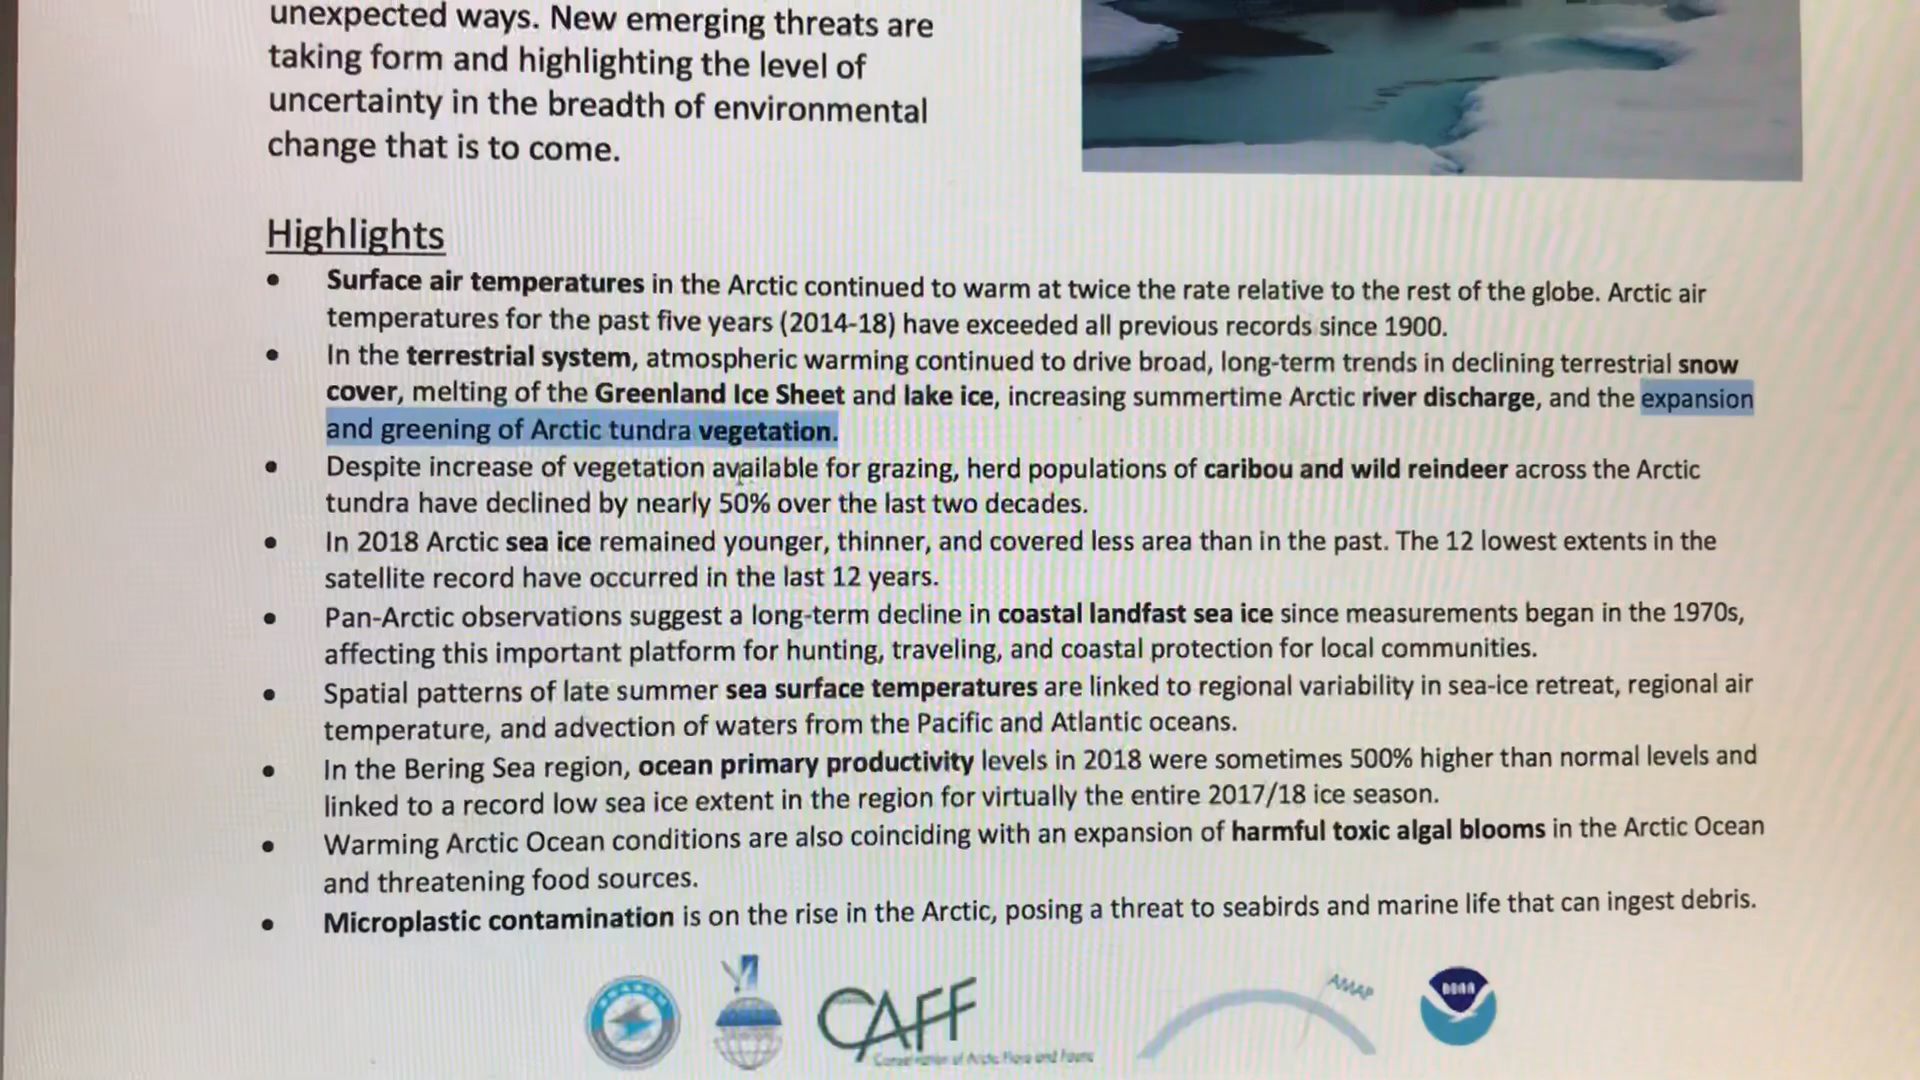 unexpected ways. New emerging threats are
taking form and highlighting the level of
uncertainty in the breadth of environmental
change that is to come.
Highlights
• Surface air temperatures in the Arctic continued to warm at twice the rate relative to the rest of the globe. Arctic air
temperatures for the past five years (2014-18) have exceeded all previous records since 1900.
• In the terrestrial system, atmospheric warming continued to drive broad, long-term trends in declining terrestrial snow
cover, melting of the Greenland Ice Sheet and lake ice, increasing summertime Arctic river discharge, and the expansion
and greening of Arctic tundra vegetation.
• Despite increase of vegetation available for grazing, herd populations of caribou and wild reindeer across the Arctic
tundra have declined by nearly 50% over the last two decades.
• In 2018 Arctic sea ice remained younger, thinner, and covered less area than in the past. The 12 lowest extents in the
satellite record have occurred in the last 12 years.
• Pan-Arctic observations suggest a long-term decline in coastal landfast sea ice since measurements began in the 1970s,
affecting this important platform for hunting, traveling, and coastal protection for local communities.
• Spatial patterns of late summer sea surface temperatures are linked to regional variability in sea-ice retreat, regional air
temperature, and advection of waters from the Pacific and Atlantic oceans.
• In the Bering Sea region, ocean primary productivity levels in 2018 were sometimes 500% higher than normal levels and
linked to a record low sea ice extent in the region for virtually the entire 2017/18 ice season.
• Warming Arctic Ocean conditions are also coinciding with an expansion of harmful toxic algal blooms in the Arctic Ocean
and threatening food sources.
• Microplastic contamination is on the rise in the Arctic, posing a threat to seabirds and marine life that can ingest debris.
CAFF
Conservation of Arctic Flora and Fauna
AMAP
NOAA